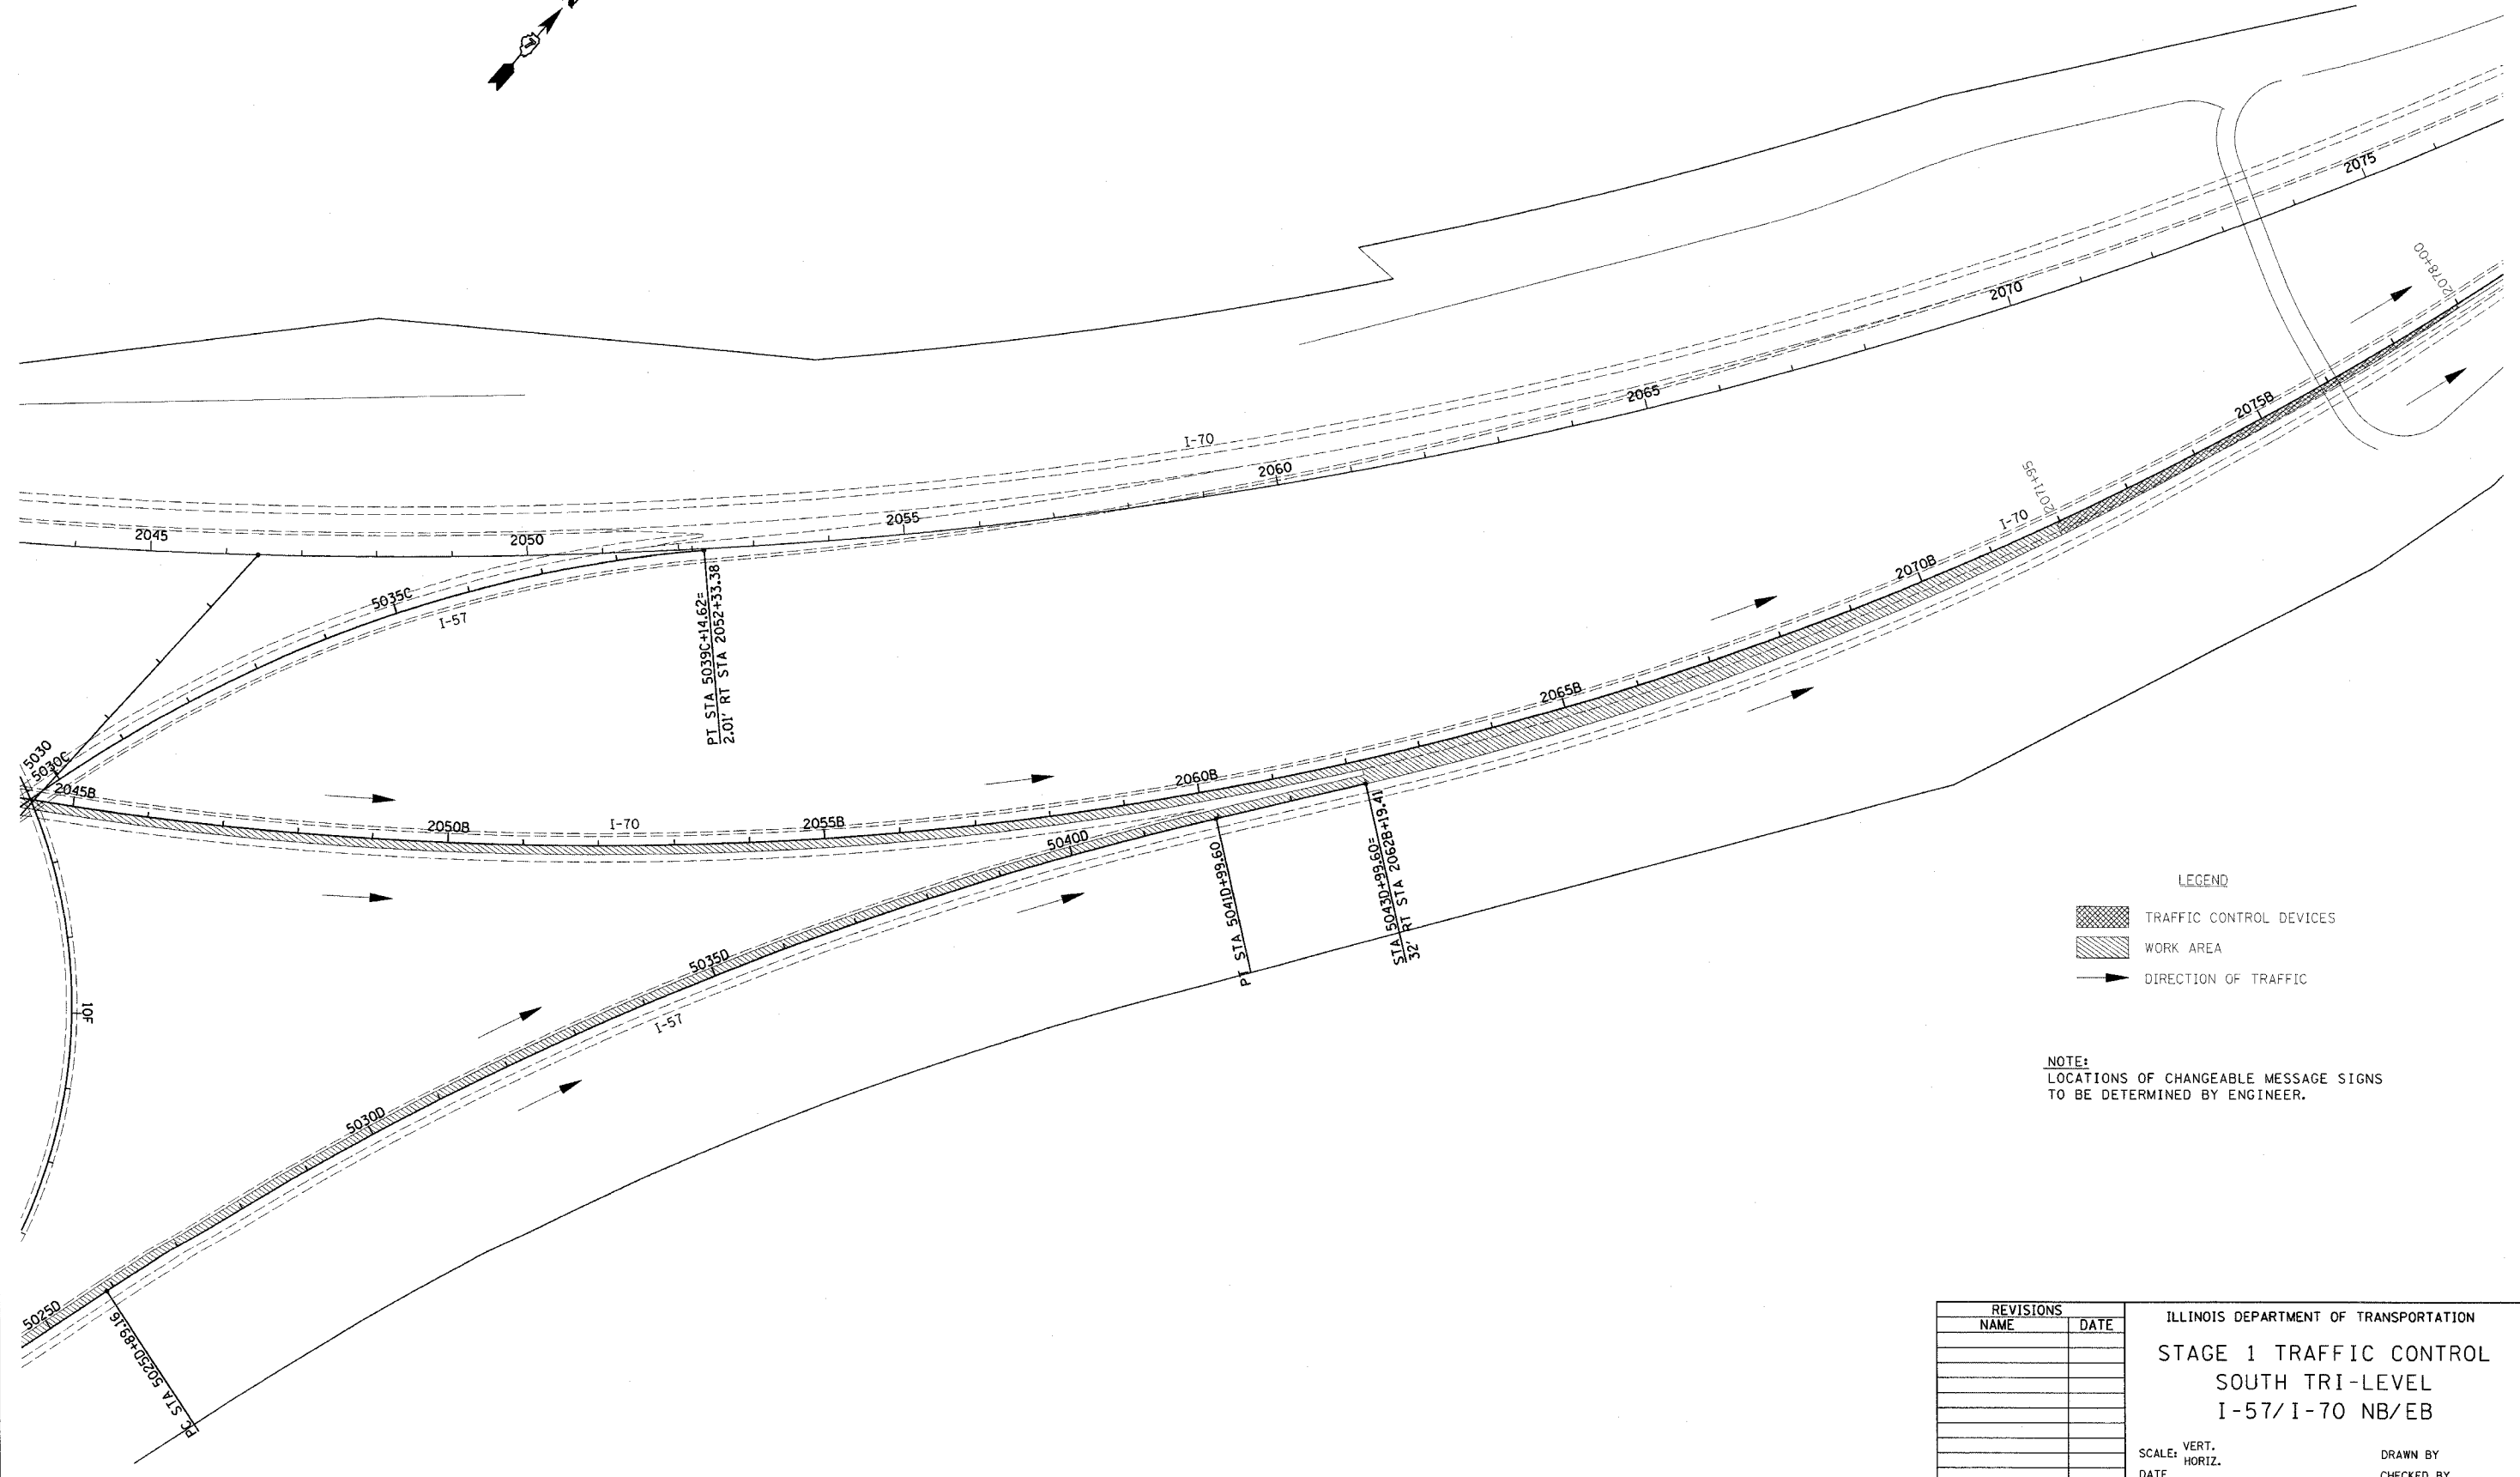 2075
2078+00
2070
2065
2075B
I-70
2060
2071+95
I-70
2055
2045
2050
2070B
5035C
I-57
PT STA 5039C+14.62=
2.01' RT STA 2052+33.38
2065B
5030
5030C
2045B
2060B
2050B
I-70
2055B
5040D
STA 5043D+99.60=
32' RT STA 2062B+19.41
PT STA 5041D+99.60
5035D
I-57
10F
5030D
5025D
PC STA 5025D+89.16
LEGEND
TRAFFIC CONTROL DEVICES
WORK AREA
DIRECTION OF TRAFFIC
NOTE:
LOCATIONS OF CHANGEABLE MESSAGE SIGNS
TO BE DETERMINED BY ENGINEER.
REVISIONS
NAME DATE
ILLINOIS DEPARTMENT OF TRANSPORTATION
STAGE 1 TRAFFIC CONTROL
SOUTH TRI-LEVEL
I-57/I-70 NB/EB
SCALE: VERT.
HORIZ.
DRAWN BY
DATE
CHECKED BY